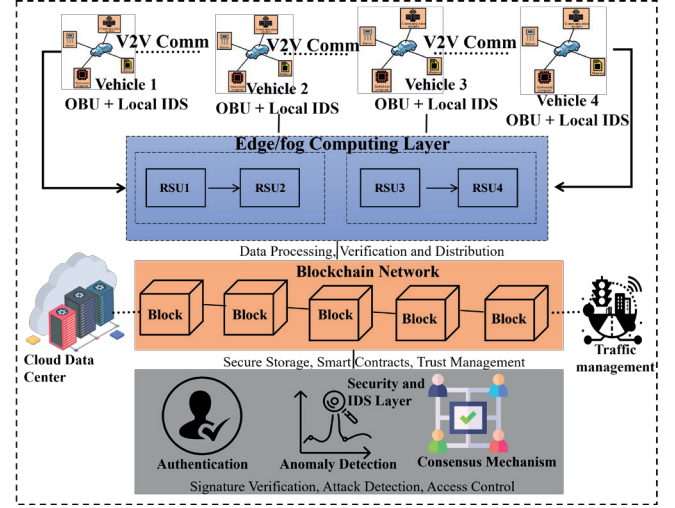 V2V Comm
V2V Comm
V2V Comm
Vehicle 1
OBU + Local IDS
Vehicle 2
OBU + Local IDS
Vehicle 3
OBU + Local IDS
Vehicle 4
OBU + Local IDS
Edge/fog Computing Layer
RSU1
RSU2
RSU3
RSU4
Data Processing, Verification and Distribution
Blockchain Network
Block
Block
Block
Block
Block
Cloud Data
Center
Traffic
management
Secure Storage, Smart Contracts, Trust Management
Security and
IDS Layer
Authentication
Anomaly Detection
Consensus Mechanism
Signature Verification, Attack Detection, Access Control